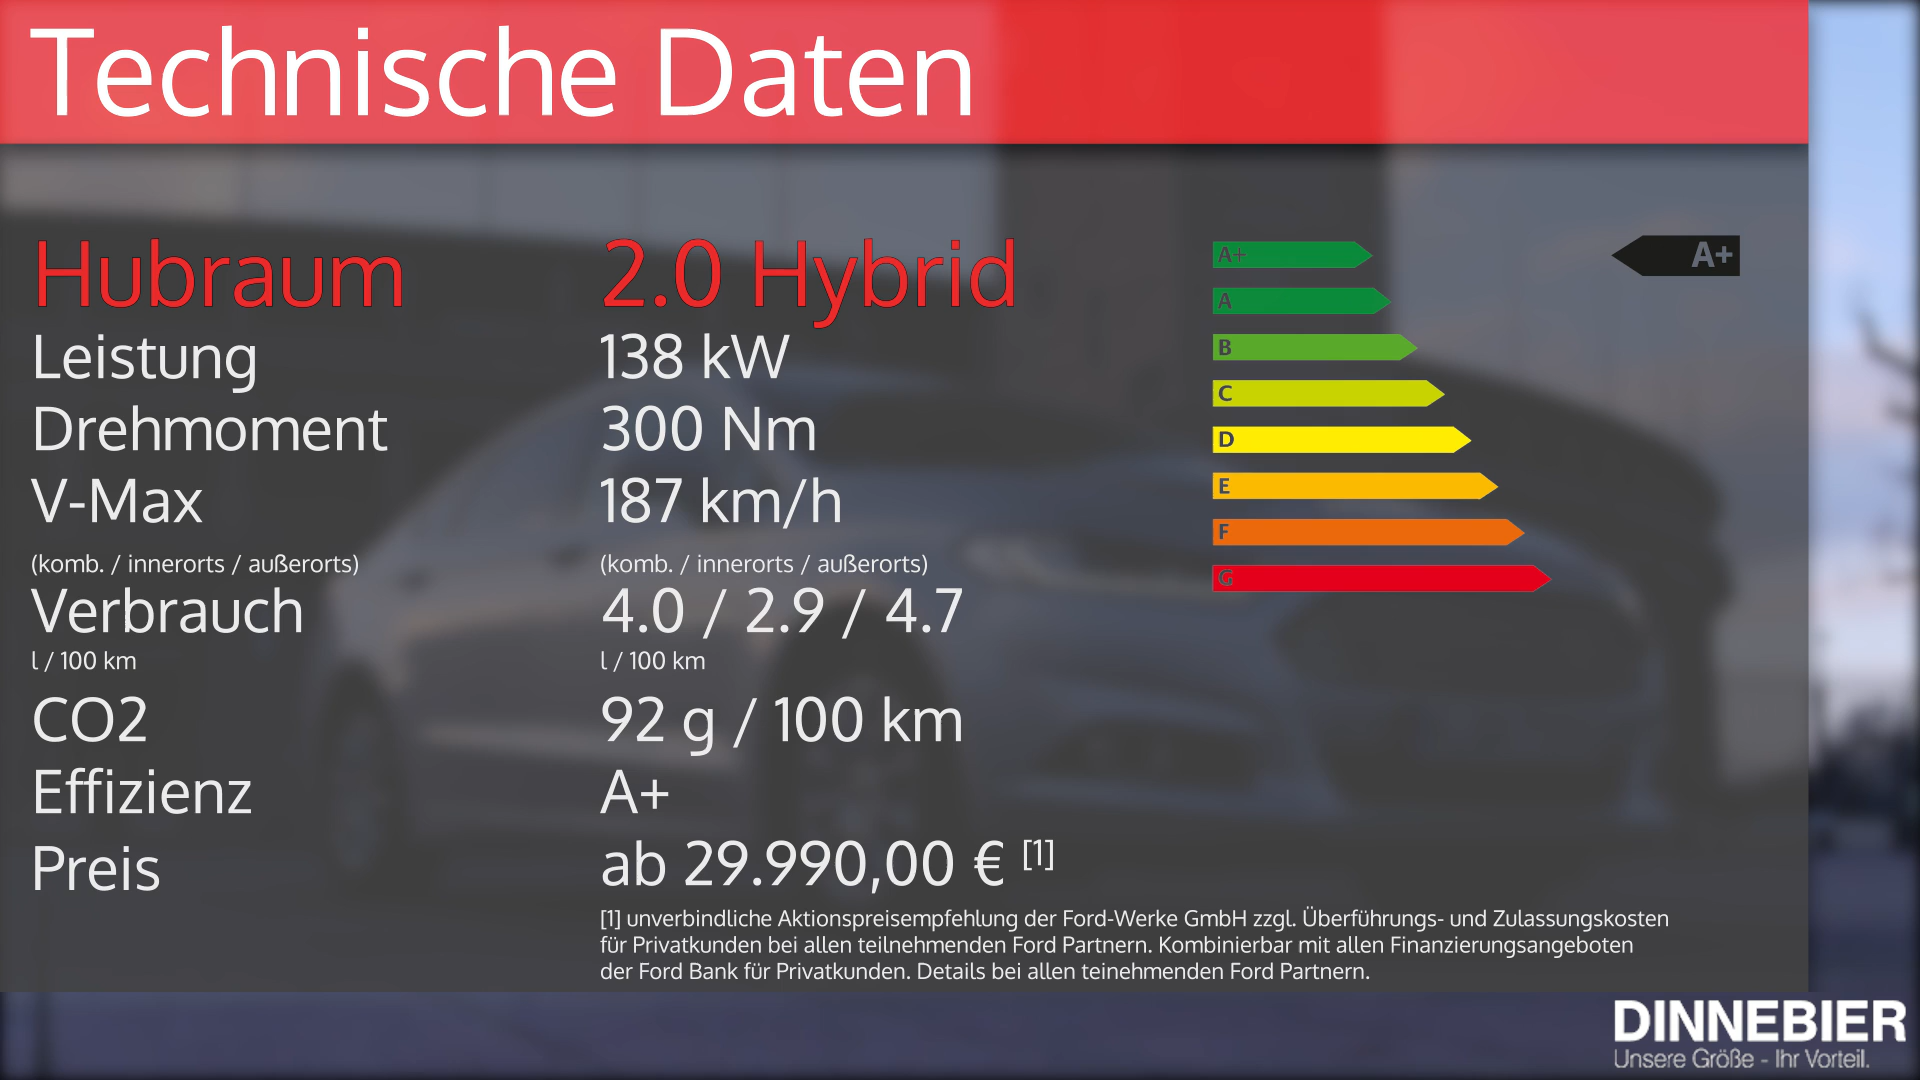 Technische Daten
Hubraum 2.0 Hybrid
Leistung 138 kW
Drehmoment 300 Nm
V-Max 187 km/h
(komb. / innerorts / außerorts) (komb. / innerorts / außerorts)
Verbrauch 4.0 / 2.9 / 4.7
l / 100 km l / 100 km
CO2 92 g / 100 km
Effizienz A+
Preis ab 29.990,00 € [1]
[1] unverbindliche Aktionspreisempfehlung der Ford-Werke GmbH zzgl. Überführungs- und Zulassungskosten
für Privatkunden bei allen teilnehmenden Ford Partnern. Kombinierbar mit allen Finanzierungsangeboten
der Ford Bank für Privatkunden. Details bei allen teinehmenden Ford Partnern.
A+ A+
A
B
C
D
E
F
G
DINNEBIER
Unsere Größe - Ihr Vorteil.